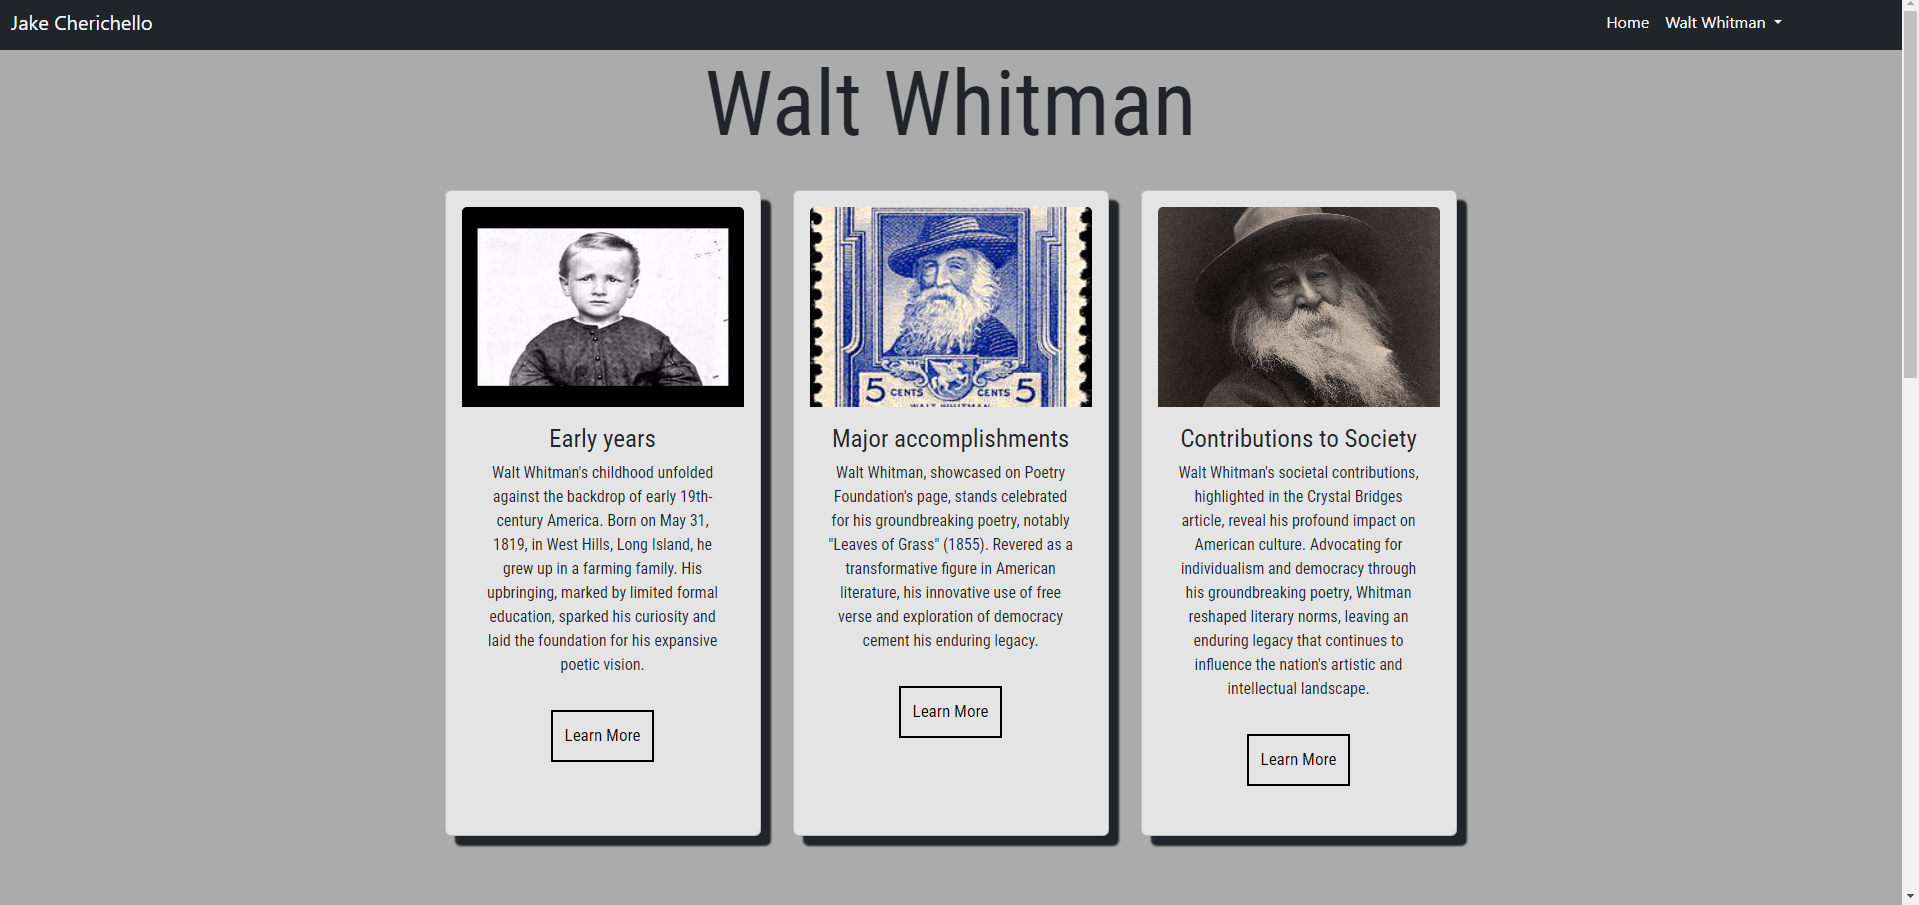 Jake Cherichello
Home
Walt Whitman
Walt Whitman
5 CENTS CENTS 5
WALT WHITMAN
Early years
Walt Whitman's childhood unfolded
against the backdrop of early 19th-
century America. Born on May 31,
1819, in West Hills, Long Island, he
grew up in a farming family. His
upbringing, marked by limited formal
education, sparked his curiosity and
laid the foundation for his expansive
poetic vision.
Learn More
Major accomplishments
Walt Whitman, showcased on Poetry
Foundation's page, stands celebrated
for his groundbreaking poetry, notably
"Leaves of Grass" (1855). Revered as a
transformative figure in American
literature, his innovative use of free
verse and exploration of democracy
cement his enduring legacy.
Learn More
Contributions to Society
Walt Whitman's societal contributions,
highlighted in the Crystal Bridges
article, reveal his profound impact on
American culture. Advocating for
individualism and democracy through
his groundbreaking poetry, Whitman
reshaped literary norms, leaving an
enduring legacy that continues to
influence the nation's artistic and
intellectual landscape.
Learn More